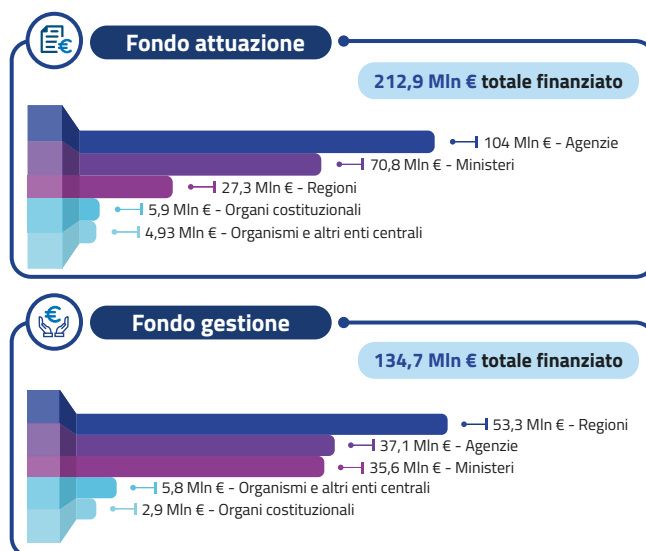 Fondo attuazione
212,9 Mln € totale finanziato
104 Mln € - Agenzie
70,8 Mln € - Ministeri
27,3 Mln € - Regioni
5,9 Mln € - Organi costituzionali
4,93 Mln € - Organismi e altri enti centrali
Fondo gestione
134,7 Mln € totale finanziato
53,3 Mln € - Regioni
37,1 Mln € - Agenzie
35,6 Mln € - Ministeri
5,8 Mln € - Organismi e altri enti centrali
2,9 Mln € - Organi costituzionali